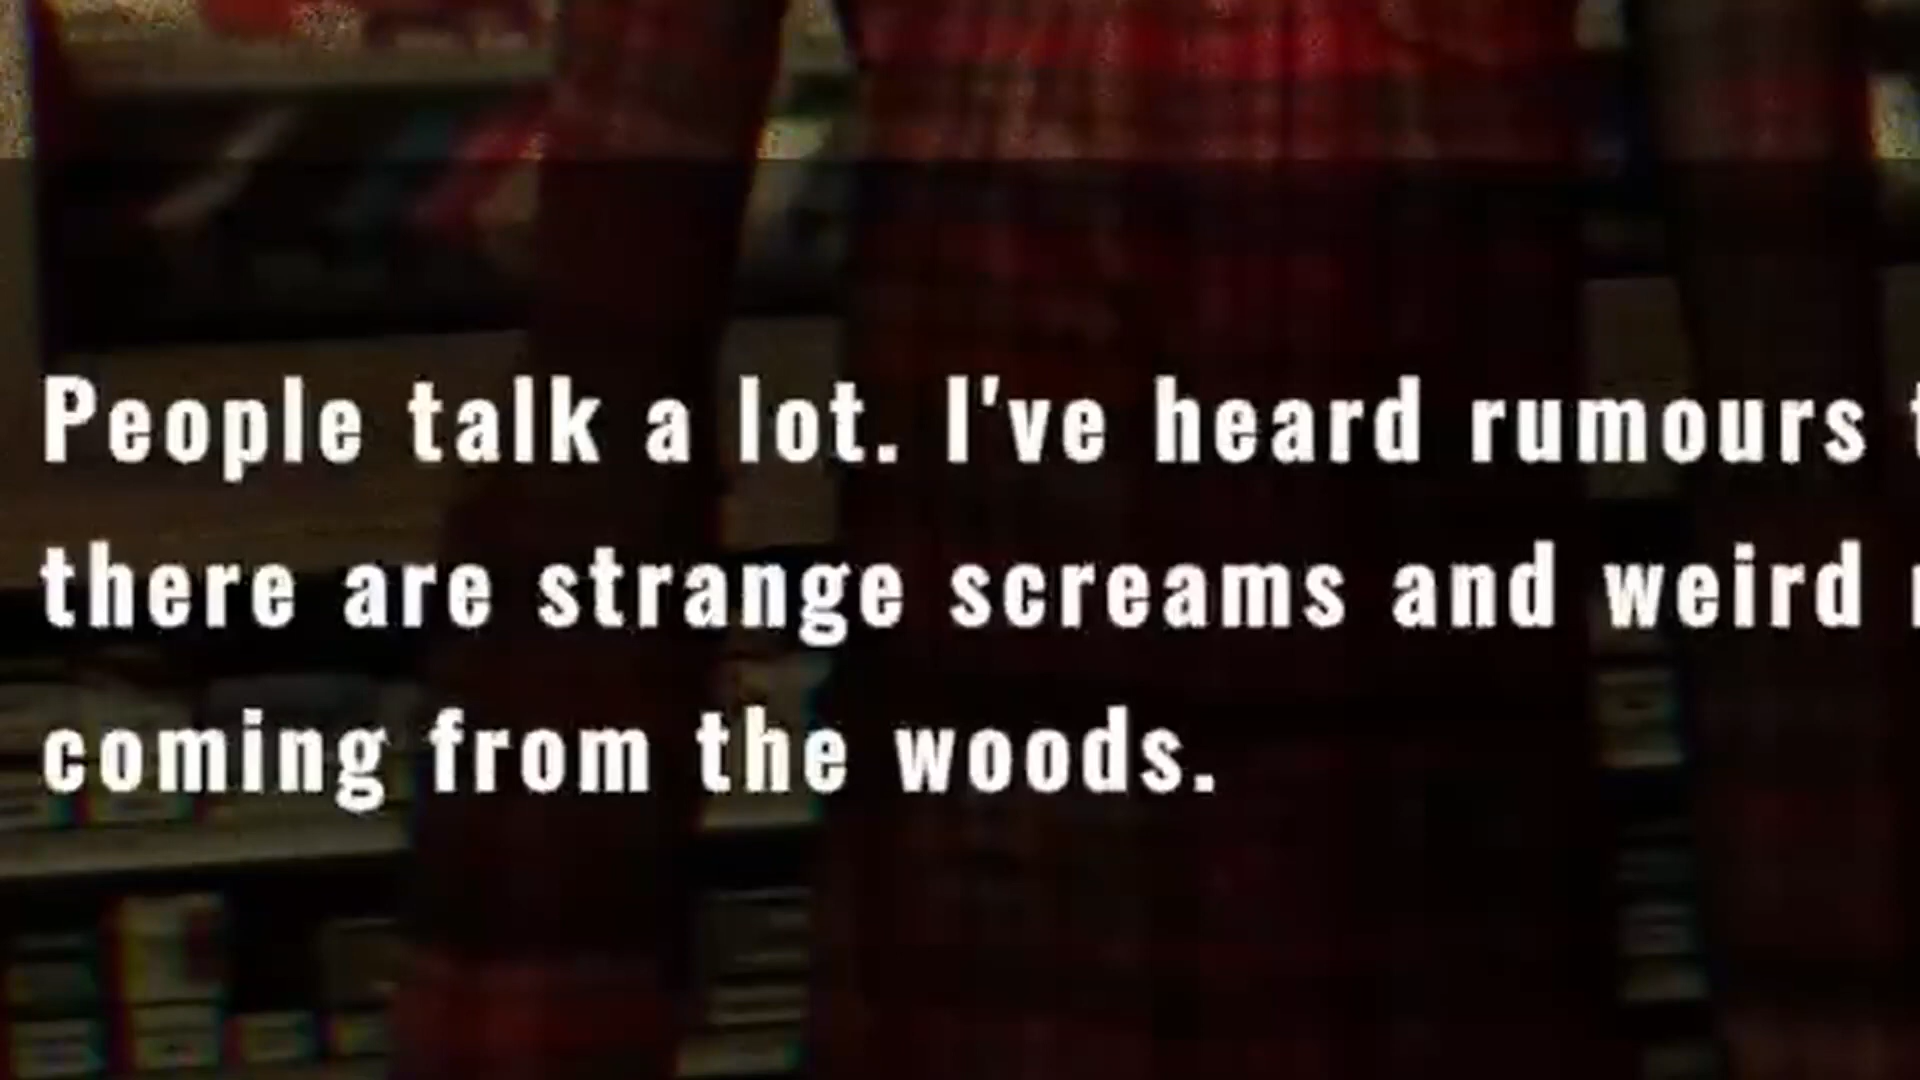 People talk a lot. I've heard rumours
there are strange screams and weird
coming from the woods.